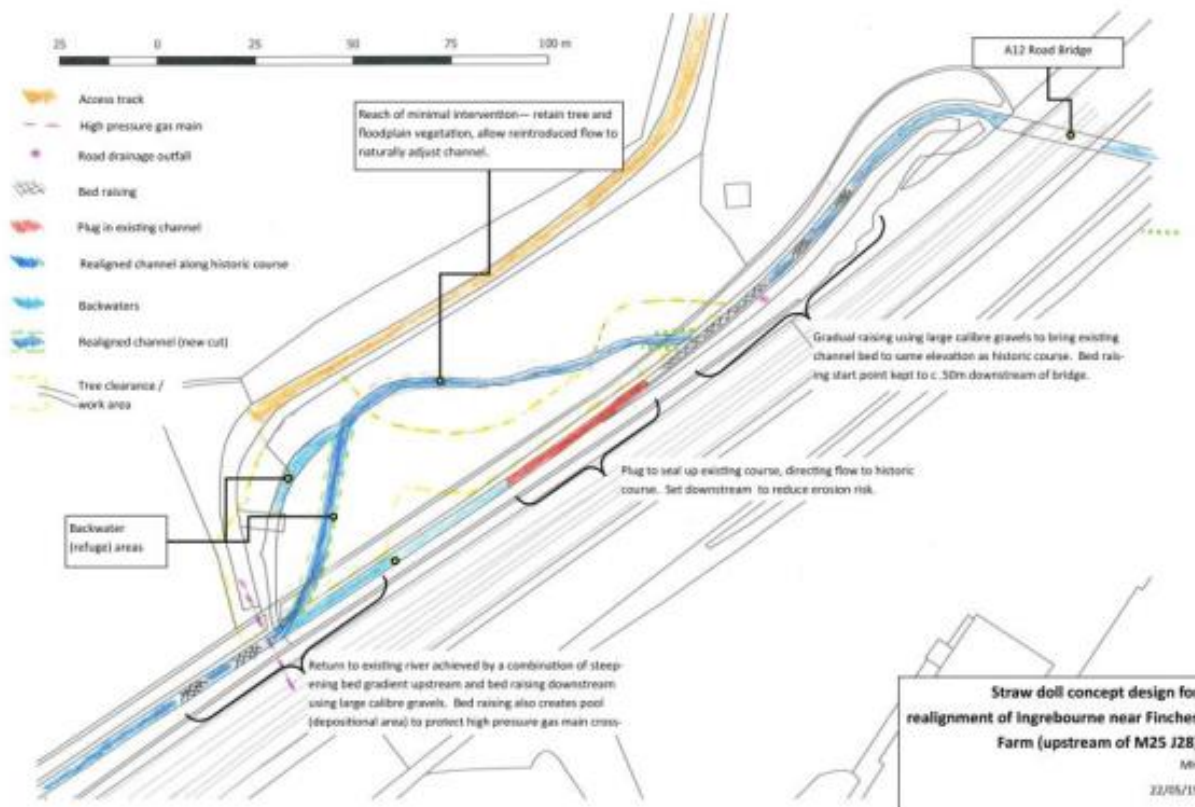 25 0 25 50 75 100 m
A12 Road Bridge
Access track
High pressure gas main
Road drainage outfall
Bed raising
Plug in existing channel
Realigned channel along historic course
Backwaters
Realigned channel (new cut)
Tree clearance /
work area
Reach of minimal intervention— retain tree and
floodplain vegetation, allow reintroduced flow to
naturally adjust channel.
Gradual raising using large calibre gravels to bring existing
channel bed to same elevation as historic course. Bed rais-
ing start point kept to c .50m downstream of bridge.
Plug to seal up existing course, directing flow to historic
course. Set downstream to reduce erosion risk.
Backwater
(refuge) areas
Return to existing river achieved by a combination of steep-
ening bed gradient upstream and bed raising downstream
using large calibre gravels. Bed raising also creates pool
(depositional area) to protect high pressure gas main cross-
Straw doll concept design for
realignment of Ingrebourne near Finches
Farm (upstream of M25 J28)
22/05/19